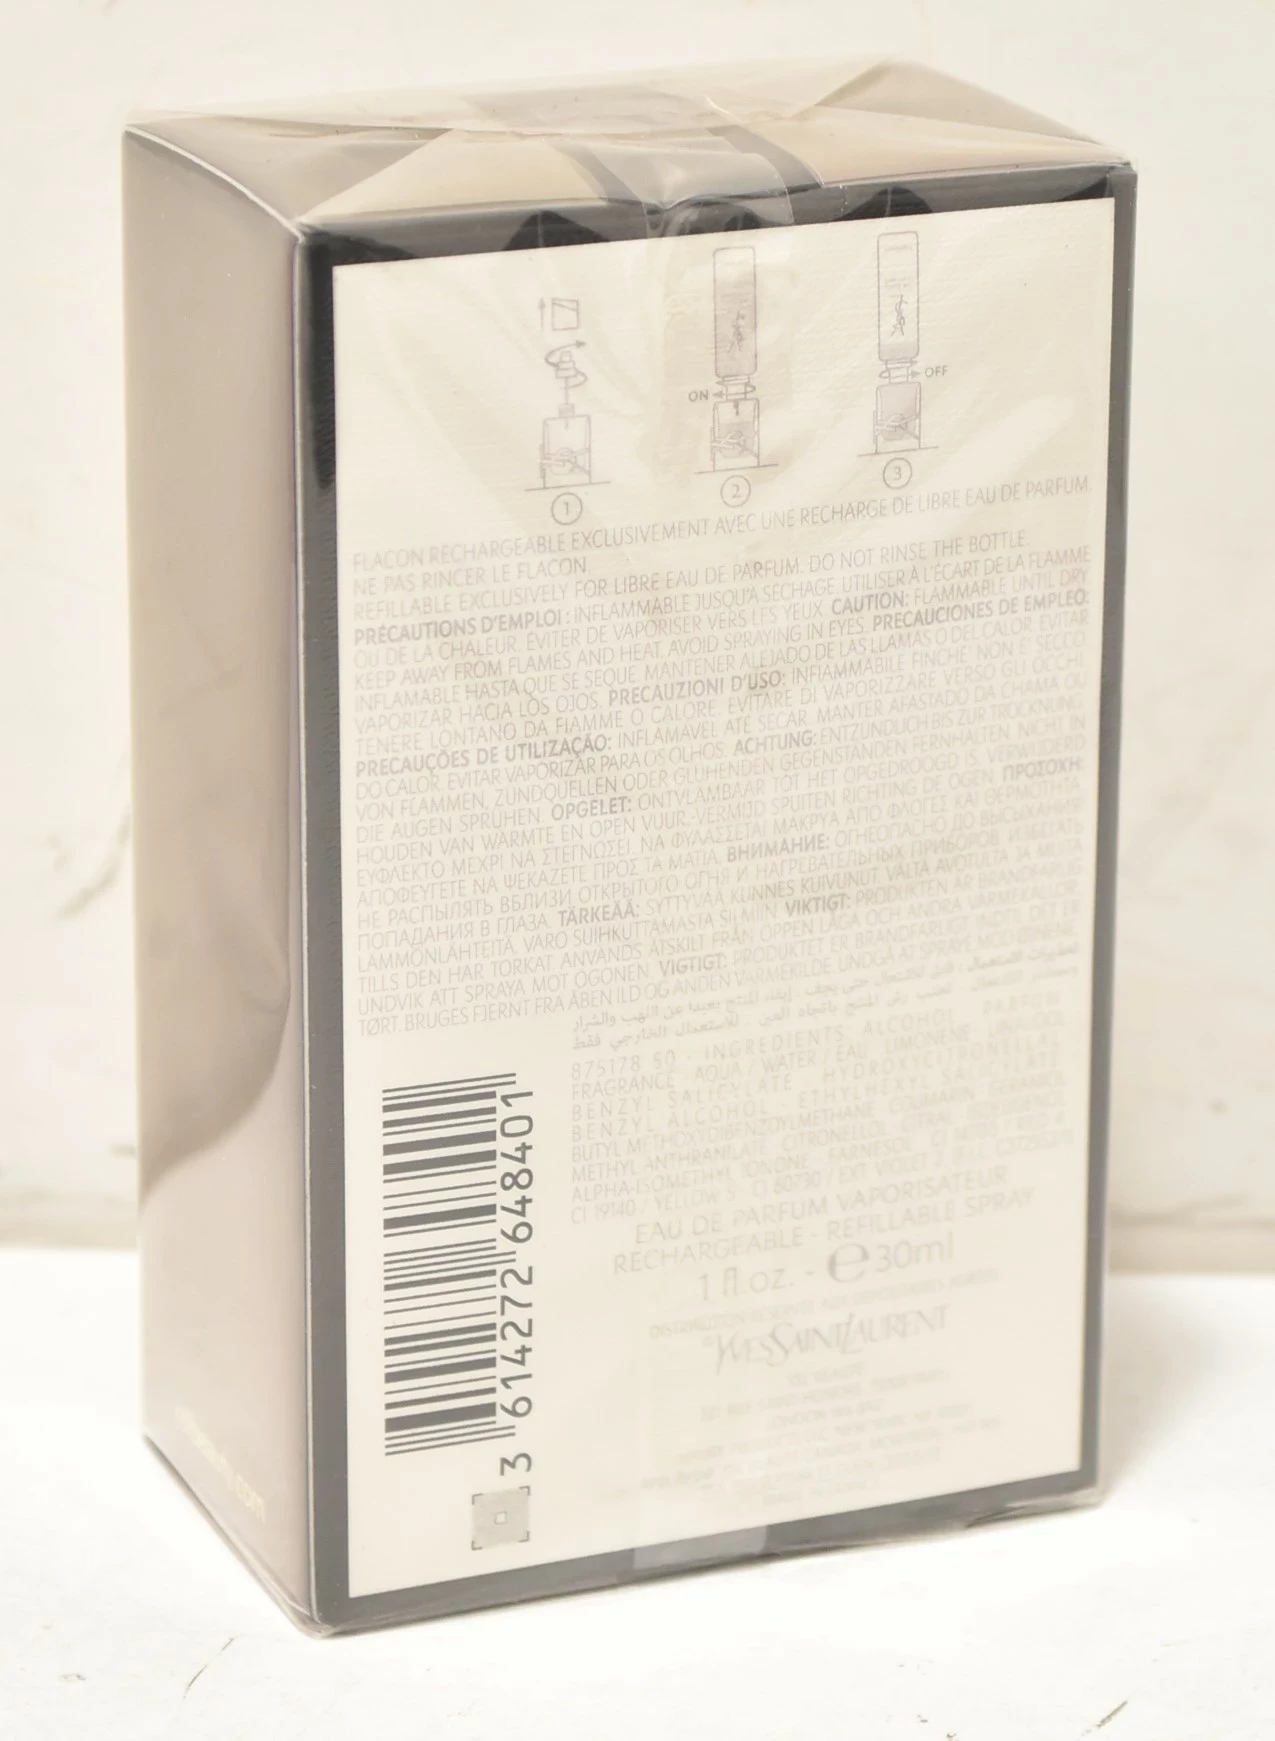 ON
OFF
1
2
3
FLACON RECHARGEABLE EXCLUSIVEMENT AVEC UNE RECHARGE DE LIBRE EAU DE PARFUM.
NE PAS RINCER LE FLACON.
REFILLABLE EXCLUSIVELY FOR LIBRE EAU DE PARFUM. DO NOT RINSE THE BOTTLE.
PRÉCAUTIONS D'EMPLOI : INFLAMMABLE JUSQU'À SÉCHAGE. UTILISER À L'ÉCART DE LA FLAMME
OU DE LA CHALEUR. ÉVITER DE VAPORISER VERS LES YEUX. CAUTION: FLAMMABLE UNTIL DRY
KEEP AWAY FROM FLAMES AND HEAT. AVOID SPRAYING IN EYES. PRECAUCIONES DE EMPLEO:
INFLAMABLE HASTA QUE SE SEQUE. MANTENER ALEJADO DE LAS LLAMAS O DEL CALOR. EVITAR
VAPORIZAR HACIA LOS OJOS. PRECAUZIONI D'USO: INFIAMMABILE FINCHÉ NON È SECCO
TENERE LONTANO DA FIAMME O CALORE. EVITARE DI VAPORIZZARE VERSO GLI OCCHI.
PRECAUÇÕES DE UTILIZAÇÃO: INFLAMÁVEL ATÉ SECAR. MANTER AFASTADO DA CHAMA OU
DO CALOR. EVITAR VAPORIZAR PARA OS OLHOS. ACHTUNG: ENTZÜNDLICH BIS ZUR TROCKNUNG
VON FLAMMEN, ZÜNDQUELLEN ODER GLÜHENDEN GEGENSTÄNDEN FERNHALTEN. NICHT IN
DIE AUGEN SPRÜHEN. OPGELET: ONTVLAMBAAR TOT HET OPGEDROOGD IS. VERWIJDERD
HOUDEN VAN WARMTE EN OPEN VUUR. VERMIJD SPUITEN RICHTING DE OGEN. ΠΡΟΣΟΧΗ:
ΕΥΦΛΕΚΤΟ ΜΕΧΡΙ ΝΑ ΣΤΕΓΝΩΣΕΙ. ΝΑ ΦΥΛΑΣΣΕΤΑΙ ΜΑΚΡΥΑ ΑΠΟ ΦΛΟΓΕΣ ΚΑΙ ΘΕΡΜΟΤΗΤΑ
ΑΠΟΦΕΥΓΕΤΕ ΝΑ ΨΕΚΑΖΕΤΕ ΠΡΟΣ ΤΑ ΜΑΤΙΑ. ВНИМАНИЕ: ОГНЕОПАСНО ДО ВЫСЫХАНИЯ
НЕ РАСПЫЛЯТЬ ВБЛИЗИ ОТКРЫТОГО ОГНЯ И НАГРЕВАТЕЛЬНЫХ ПРИБОРОВ. ИЗБЕГАТЬ
ПОПАДАНИЯ В ГЛАЗА. TÄRKEÄÄ: SYTTYVÄÄ KUNNES KUIVUNUT. VÄLTÄ AVOTULTA JA MUITA
LÄMMÖNLÄHTEITÄ. VARO SUIHKUTTAMASTA SILMIIN. VIKTIGT: PRODUKTEN ÄR BRANDFARLIG
TILLS DEN HAR TORKAT. ANVÄNDS ÅTSKILT FRÅN ÖPPEN LÅGA OCH ANDRA VÄRMEKÄLLOR.
UNDVIK ATT SPRAYA MOT ÖGONEN. VIGTIGT: PRODUKTET ER BRANDFARLIGT INDTIL DET ER
TØRT. BRUGES FJERNT FRA ÅBEN ILD OG ANDEN VARMEKILDE. UNDGÅ AT SPRAYE MOD ØJNENE.
875178 50 - INGREDIENTS ALCOHOL PARFUM
FRAGRANCE AQUA / WATER / EAU LIMONENE LINALOOL
BENZYL SALICYLATE HYDROXYCITRONELLAL
BENZYL ALCOHOL ETHYLHEXYL SALICYLATE
BUTYL METHOXYDIBENZOYLMETHANE COUMARIN GERANIOL
METHYL ANTHRANILATE CITRONELLOL CITRAL ISOEUGENOL
ALPHA-ISOMETHYL IONONE FARNESOL
CI 19140 / YELLOW 5 CI 60730 / EXT. VIOLET 2
EAU DE PARFUM VAPORISATEUR
RECHARGEABLE - REFILLABLE SPRAY
1 fl.oz. - e 30ml
YVES SAINT LAURENT
3 614272 648401